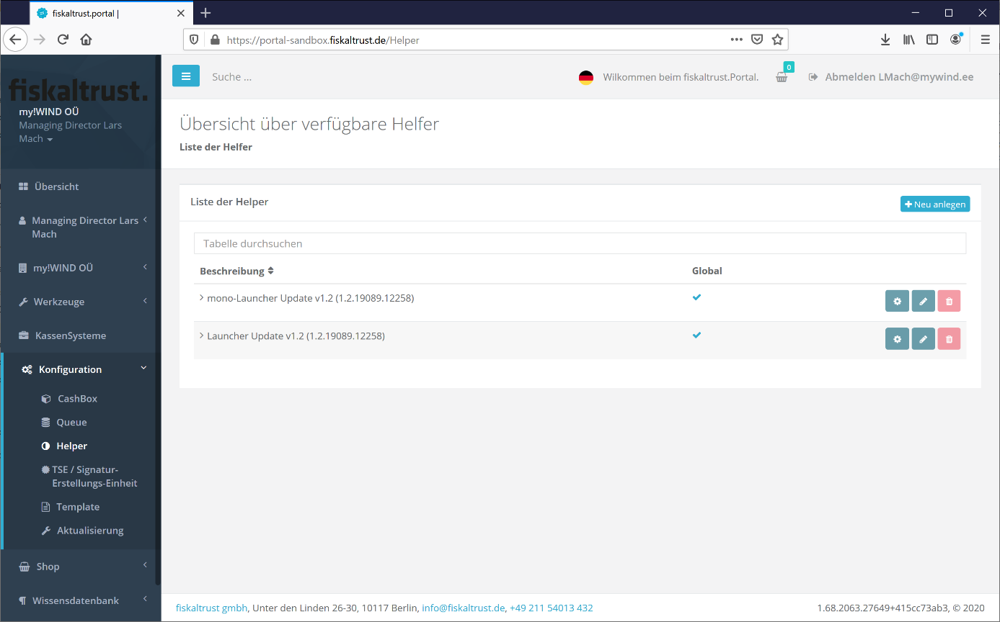 fiskaltrust.portal |
https://portal-sandbox.fiskaltrust.de/Helper
fiskaltrust.
my!WIND OÜ
Managing Director Lars
Mach
Übersicht
Managing Director Lars
Mach
my!WIND OÜ
Werkzeuge
KassenSysteme
Konfiguration
CashBox
Queue
Helper
TSE / Signatur-
Erstellungs-Einheit
Template
Aktualisierung
Shop
Wissensdatenbank
Suche ...
Wilkommen beim fiskaltrust.Portal.
0
Abmelden LMach@mywind.ee
Übersicht über verfügbare Helfer
Liste der Helfer
Liste der Helper
Neu anlegen
Tabelle durchsuchen
Beschreibung Global
mono-Launcher Update v1.2 (1.2.19089.12258)
Launcher Update v1.2 (1.2.19089.12258)
fiskaltrust gmbh, Unter den Linden 26-30, 10117 Berlin, info@fiskaltrust.de, +49 211 54013 432
1.68.2063.27649+415cc73ab3, © 2020